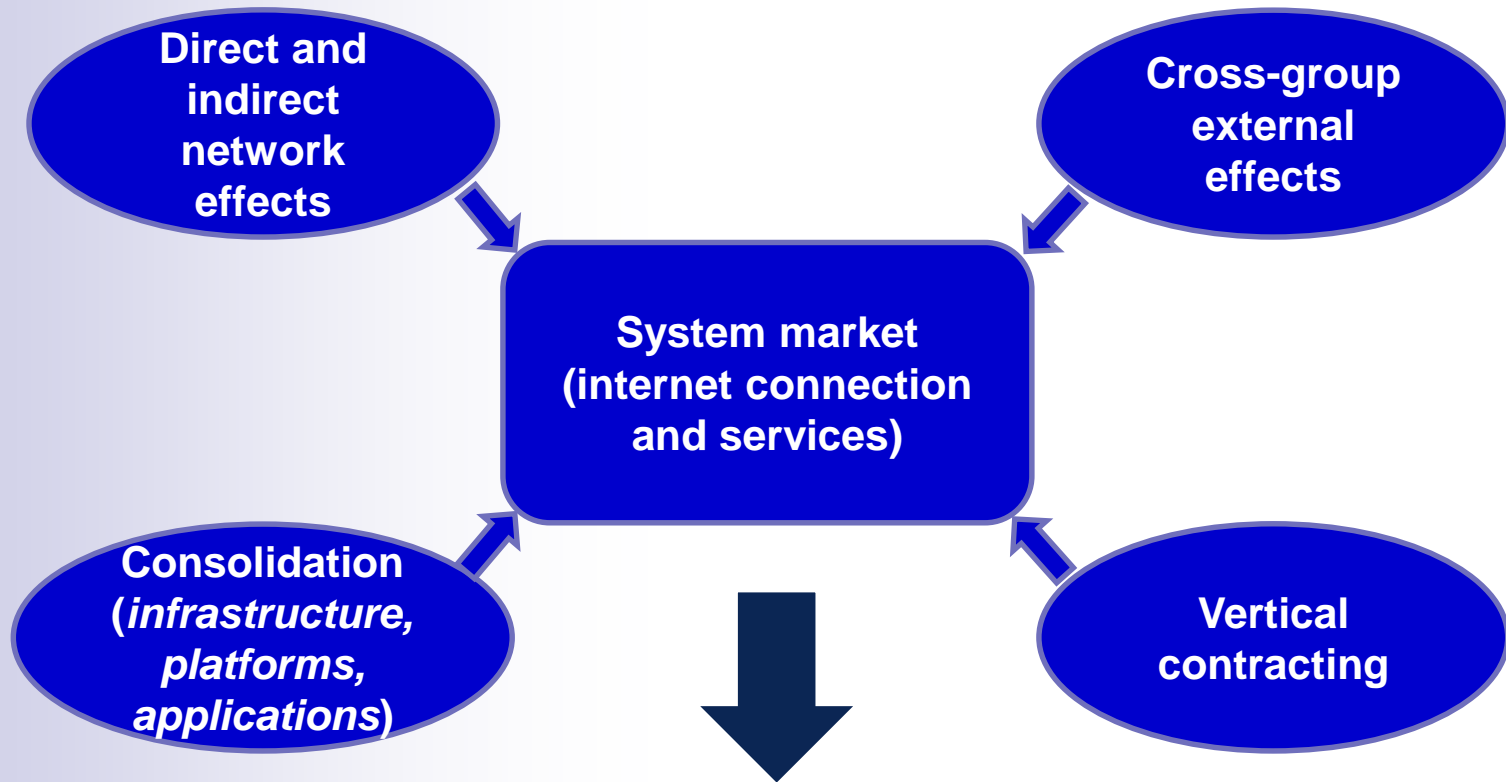 Direct and
indirect
network
effects
Cross-group
external
effects
System market
(internet connection
and services)
Consolidation
(infrastructure,
platforms,
applications)
Vertical
contracting